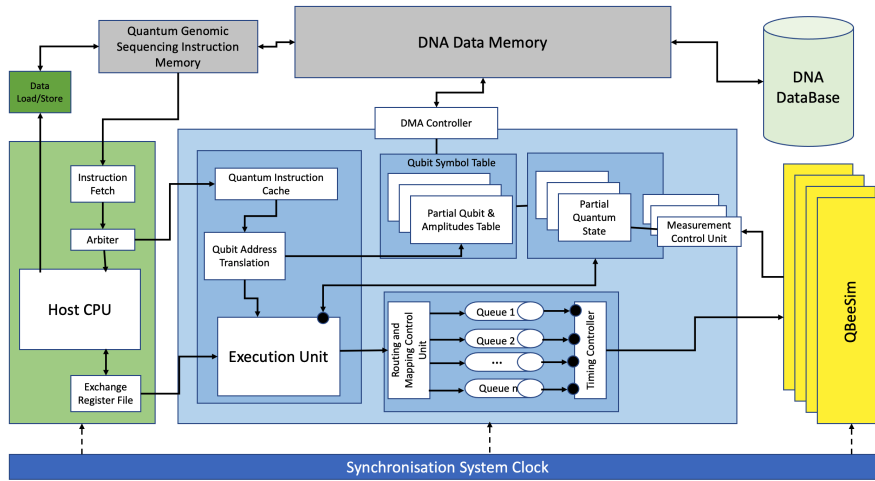 Quantum Genomic
Sequencing Instruction
Memory
DNA Data Memory
DNA
DataBase
Data
Load/Store
DMA Controller
Instruction
Fetch
Arbiter
Host CPU
Exchange
Register File
Quantum Instruction
Cache
Qubit Address
Translation
Execution Unit
Qubit Symbol Table
Partial Qubit &
Amplitudes Table
Partial
Quantum
State
Measurement
Control Unit
Routing and
Mapping Control
Unit
Queue 1
Queue 2
...
Queue n
Timing Controller
QBeeSim
Synchronisation System Clock